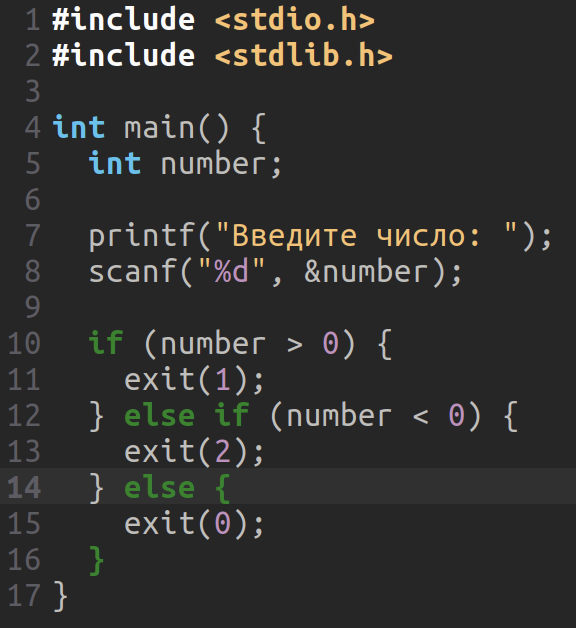 1 #include <stdio.h>
2 #include <stdlib.h>
3
4 int main() {
5   int number;
6
7   printf("Введите число: ");
8   scanf("%d", &number);
9
10   if (number > 0) {
11     exit(1);
12   } else if (number < 0) {
13     exit(2);
14   } else {
15     exit(0);
16   }
17 }